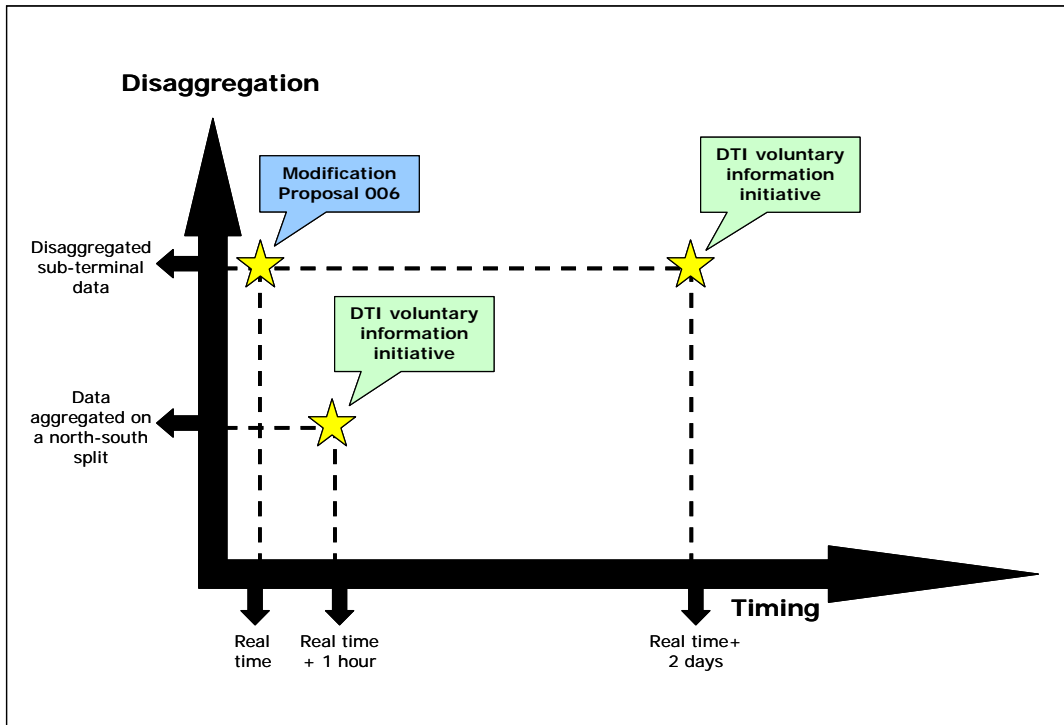 Disaggregation
Modification
Proposal 006
DTI voluntary
information
initiative
Disaggregated
sub-terminal
data
DTI voluntary
information
initiative
Data
aggregated on
a north-south
split
Timing
Real
time
Real time
+ 1 hour
Real time+
2 days